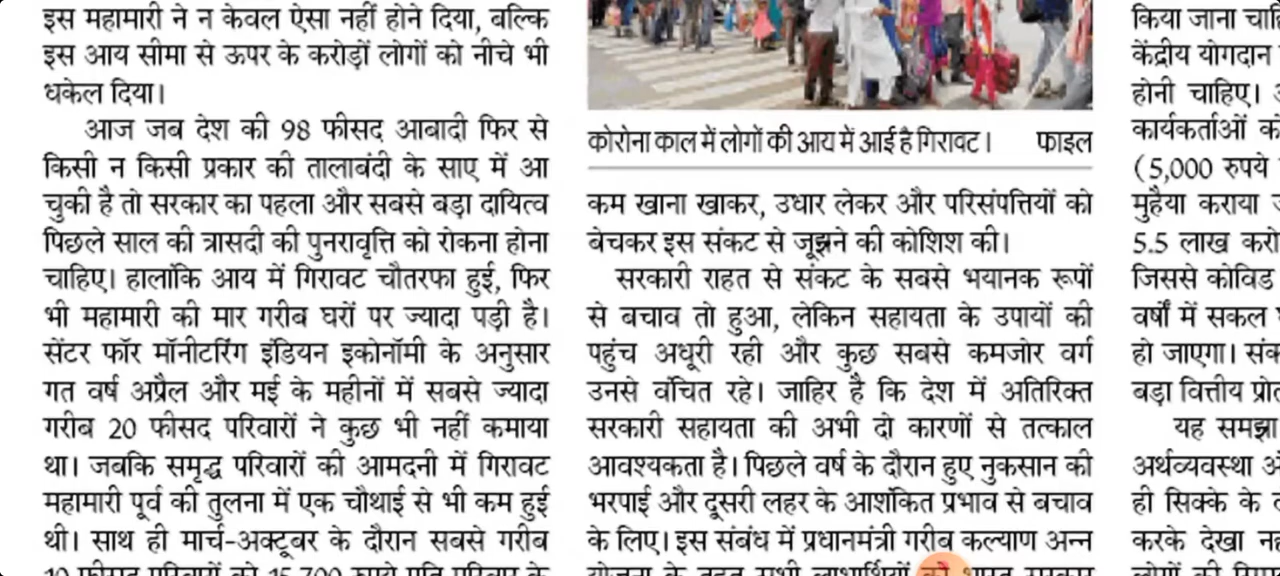 इस महामारी ने न केवल ऐसा नहीं होने दिया, बल्कि
इस आय सीमा से ऊपर के करोड़ों लोगों को नीचे भी
धकेल दिया।
आज जब देश की 98 फीसद आबादी फिर से
किसी न किसी प्रकार की तालाबंदी के साए में आ
चुकी है तो सरकार का पहला और सबसे बड़ा दायित्व
पिछले साल की त्रासदी की पुनरावृत्ति को रोकना होना
चाहिए। हालांकि आय में गिरावट चौतरफा हुई, फिर
भी महामारी की मार गरीब घरों पर ज्यादा पड़ी है।
सेंटर फॉर मॉनीटरिंग इंडियन इकोनॉमी के अनुसार
गत वर्ष अप्रैल और मई के महीनों में सबसे ज्यादा
गरीब 20 फीसद परिवारों ने कुछ भी नहीं कमाया
था। जबकि समृद्ध परिवारों की आमदनी में गिरावट
महामारी पूर्व की तुलना में एक चौथाई से भी कम हुई
थी। साथ ही मार्च-अक्टूबर के दौरान सबसे गरीब
कोरोना काल में लोगों की आय में आई है गिरावट। फाइल
कम खाना खाकर, उधार लेकर और परिसंपत्तियों को
बेचकर इस संकट से जूझने की कोशिश की।
सरकारी राहत से संकट के सबसे भयानक रूपों
से बचाव तो हुआ, लेकिन सहायता के उपायों की
पहुंच अधूरी रही और कुछ सबसे कमजोर वर्ग
उनसे वंचित रहे। जाहिर है कि देश में अतिरिक्त
सरकारी सहायता की अभी दो कारणों से तत्काल
आवश्यकता है। पिछले वर्ष के दौरान हुए नुकसान की
भरपाई और दूसरी लहर के आशंकित प्रभाव से बचाव
के लिए। इस संबंध में प्रधानमंत्री गरीब कल्याण अन्न
किया जाना
केंद्रीय योगदान
होनी चाहिए।
कार्यकर्ताओं
(5,000 रुपये
मुहैया कराया
5.5 लाख
जिससे कोविड
वर्षों में सकल
हो जाएगा।
बड़ा वित्तीय
यह समझा
अर्थव्यवस्था
ही सिक्के के
करके देखा